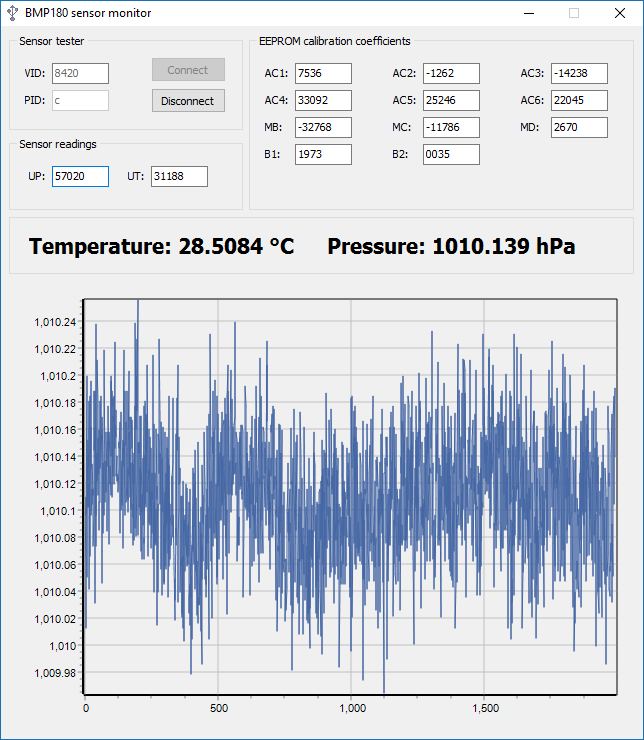 BMP180 sensor monitor
Sensor tester
VID: 8420 Connect
PID: c Disconnect
Sensor readings
UP: 57020 UT: 31188
EEPROM calibration coefficients
AC1: 7536 AC2: -1262 AC3: -14238
AC4: 33092 AC5: 25246 AC6: 22045
MB: -32768 MC: -11786 MD: 2670
B1: 1973 B2: 0035
Temperature: 28.5084 °C Pressure: 1010.139 hPa
1,010.24
1,010.22
1,010.2
1,010.18
1,010.16
1,010.14
1,010.12
1,010.1
1,010.08
1,010.06
1,010.04
1,010.02
1,010
1,009.98
0 500 1,000 1,500